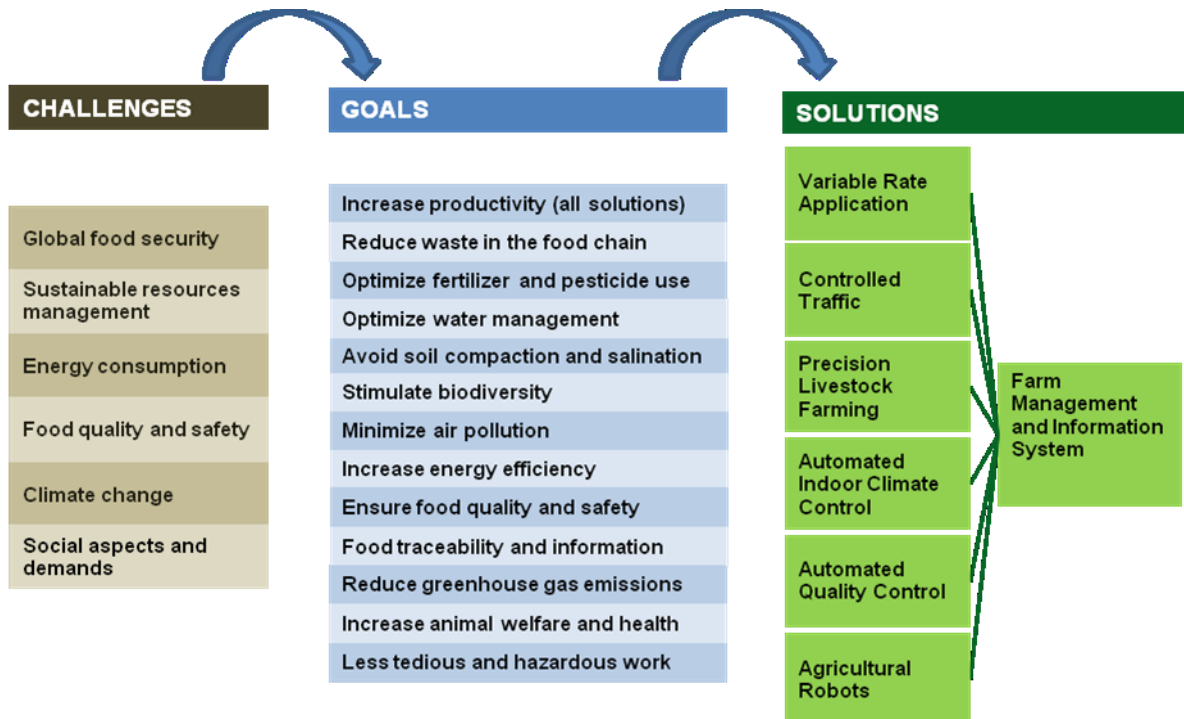 CHALLENGES
Global food security
Sustainable resources
management
Energy consumption
Food quality and safety
Climate change
Social aspects and
demands
GOALS
Increase productivity (all solutions)
Reduce waste in the food chain
Optimize fertilizer and pesticide use
Optimize water management
Avoid soil compaction and salination
Stimulate biodiversity
Minimize air pollution
Increase energy efficiency
Ensure food quality and safety
Food traceability and information
Reduce greenhouse gas emissions
Increase animal welfare and health
Less tedious and hazardous work
SOLUTIONS
Variable Rate
Application
Controlled
Traffic
Precision
Livestock
Farming
Automated
Indoor Climate
Control
Automated
Quality Control
Agricultural
Robots
Farm
Management
and Information
System